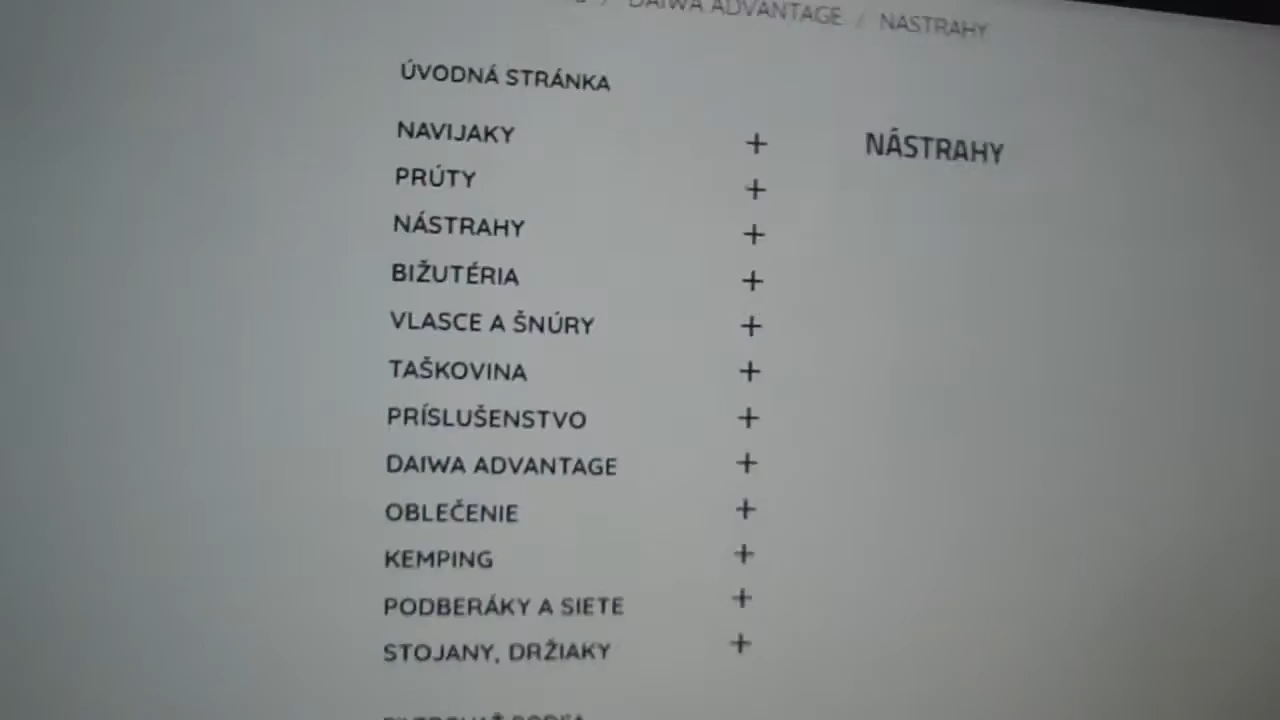 / DAIWA ADVANTAGE / NÁSTRAHY
ÚVODNÁ STRÁNKA
NAVIJAKY +
PRÚTY +
NÁSTRAHY +
BIŽUTÉRIA +
VLASCE A ŠNÚRY +
TAŠKOVINA +
PRÍSLUŠENSTVO +
DAIWA ADVANTAGE +
OBLEČENIE +
KEMPING +
PODBERÁKY A SIETE +
STOJANY, DRŽIAKY +
NÁSTRAHY